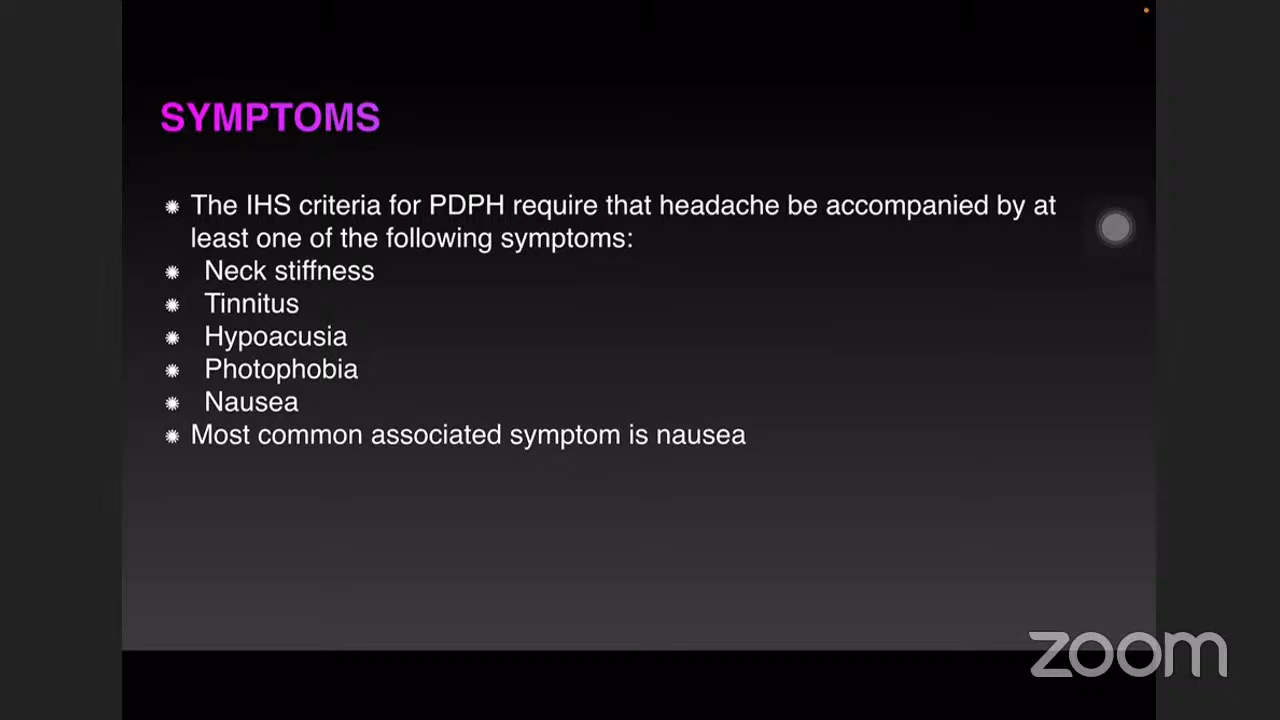 SYMPTOMS
The IHS criteria for PDPH require that headache be accompanied by at
least one of the following symptoms:
Neck stiffness
Tinnitus
Hypoacusia
Photophobia
Nausea
Most common associated symptom is nausea
zoom